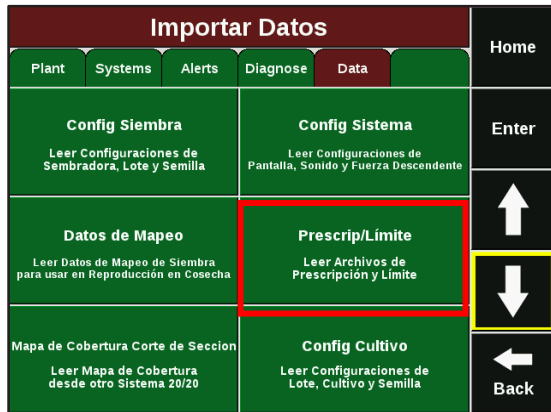 Importar Datos
Home
Plant
Systems
Alerts
Diagnose
Data
Config Siembra
Leer Configuraciones de
Sembradora, Lote y Semilla
Config Sistema
Leer Configuraciones de
Pantalla, Sonido y Fuerza Descendente
Enter
Datos de Mapeo
Leer Datos de Mapeo de Siembra
para usar en Reproducción en Cosecha
Prescrip/Límite
Leer Archivos de
Prescripción y Límite
Mapa de Cobertura Corte de Seccion
Leer Mapa de Cobertura
desde otro Sistema 20/20
Config Cultivo
Leer Configuraciones de
Lote, Cultivo y Semilla
Back